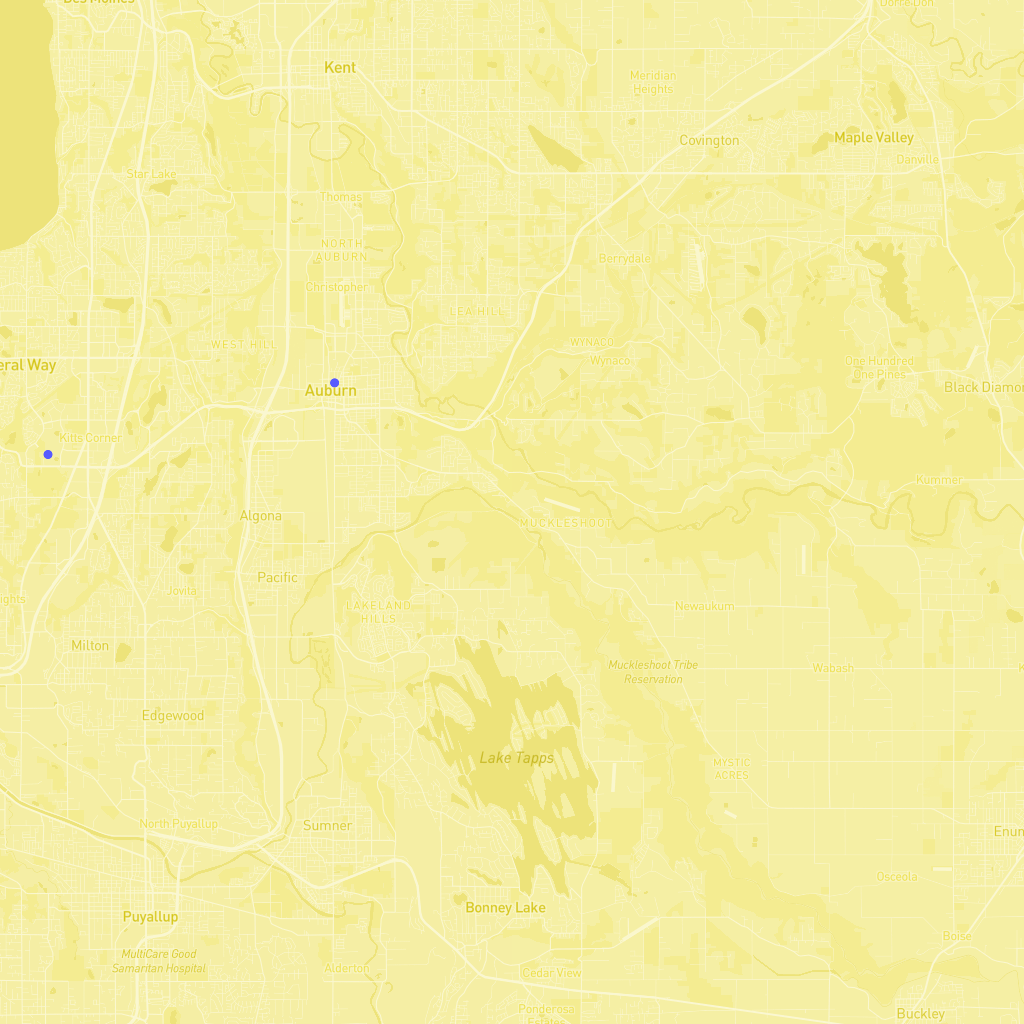 Des Moines
Dorre Don
Kent
Meridian
Heights
Covington
Maple Valley
Danville
Star Lake
Thomas
NORTH
AUBURN
Berrydale
Christopher
LEA HILL
WEST HILL
WYNACO
Wynaco
eral Way
One Hundred
One Pines
Auburn
Black Diamon
Kitts Corner
Kummer
Algona
MUCKLESHOOT
Pacific
Jovita
ights
LAKELAND
HILLS
Newaukum
Milton
Muckleshoot Tribe
Reservation
Wabash
K
Edgewood
Lake Tapps
MYSTIC
ACRES
North Puyallup
Sumner
Enum
Osceola
Puyallup
Bonney Lake
Boise
MultiCare Good
Samaritan Hospital
Alderton
Cedar View
Ponderosa
Estates
Buckley